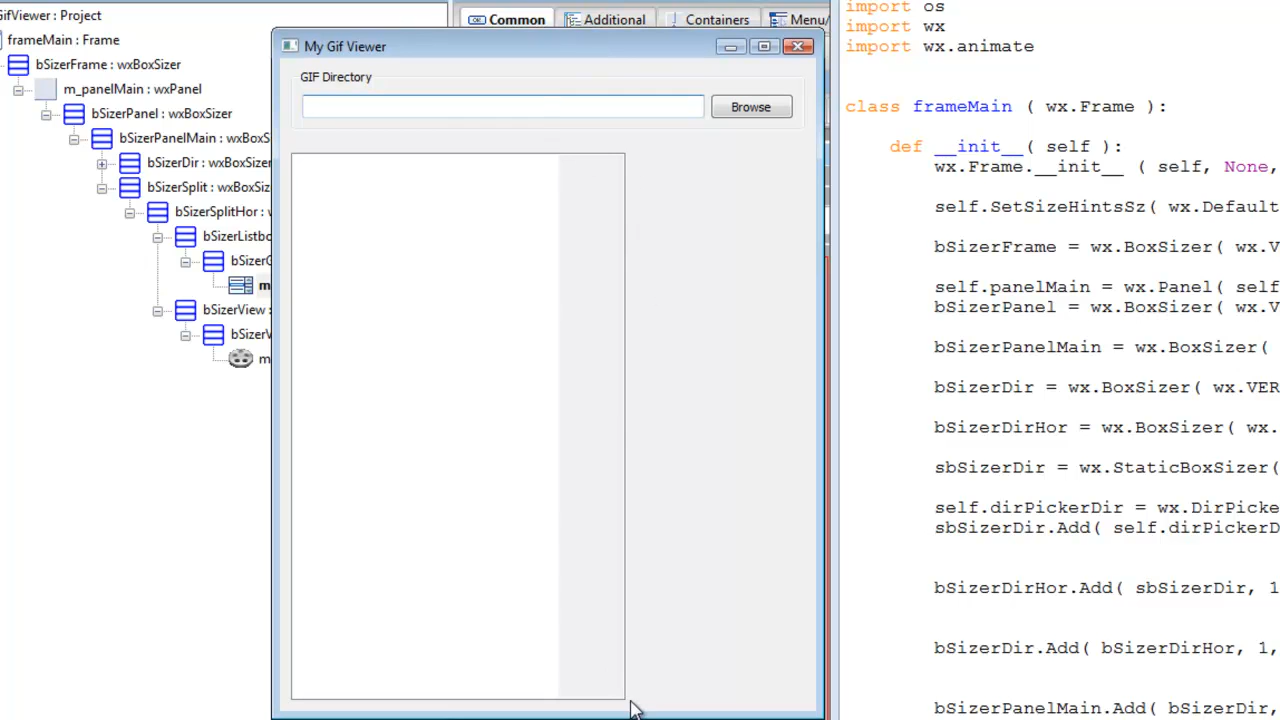 GifViewer : Project
frameMain : Frame
bSizerFrame : wxBoxSizer
m_panelMain : wxPanel
bSizerPanel : wxBoxSizer
bSizerPanelMain : wxBoxS
bSizerDir : wxBoxSizer
bSizerSplit : wxBoxSiz
bSizerSplitHor : w
bSizerListbo
bSizerG
m
bSizerView :
bSizerV
m
Common
Additional
Containers
Menu/
My Gif Viewer
GIF Directory
Browse
import os
import wx
import wx.animate
class frameMain ( wx.Frame ):
def __init__( self ):
wx.Frame.__init__ ( self, None,
self.SetSizeHintsSz( wx.Default
bSizerFrame = wx.BoxSizer( wx.V
self.panelMain = wx.Panel( self
bSizerPanel = wx.BoxSizer( wx.V
bSizerPanelMain = wx.BoxSizer(
bSizerDir = wx.BoxSizer( wx.VER
bSizerDirHor = wx.BoxSizer( wx.
sbSizerDir = wx.StaticBoxSizer(
self.dirPickerDir = wx.DirPicke
sbSizerDir.Add( self.dirPickerD
bSizerDirHor.Add( sbSizerDir, 1
bSizerDir.Add( bSizerDirHor, 1,
bSizerPanelMain.Add( bSizerDir,